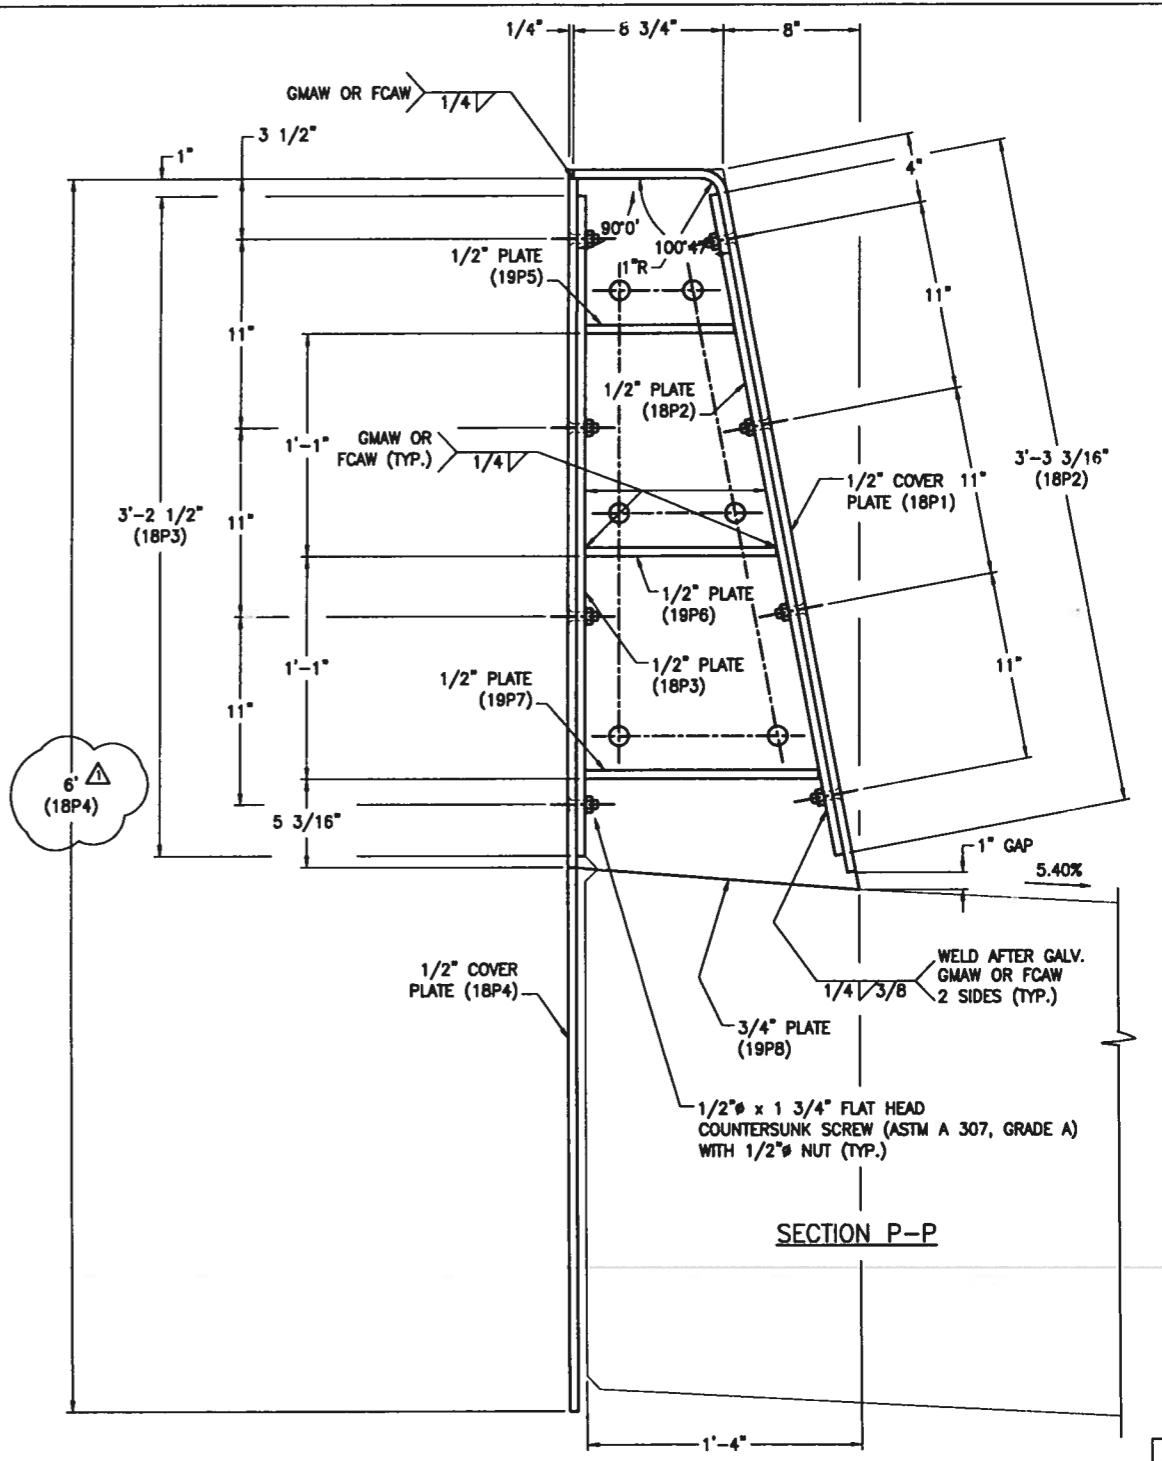 1/4" 8 3/4" 8"
GMAW OR FCAW 1/4
3 1/2"
1"
4"
90°0'
100°47'
1"R
1/2" PLATE
(19P5)
11"
11"
1/2" PLATE
(18P2)
GMAW OR
FCAW (TYP.)
1/4
1'-1"
3'-3 3/16"
(18P2)
1/2" COVER
PLATE (18P1)
11"
3'-2 1/2"
(18P3)
11"
1/2" PLATE
(19P6)
1/2" PLATE
(18P3)
1'-1"
11"
1/2" PLATE
(19P7)
11"
6' 1
(18P4)
5 3/16"
1" GAP
5.40%
1/2" COVER
PLATE (18P4)
WELD AFTER GALV.
GMAW OR FCAW
2 SIDES (TYP.)
1/4 3/8
3/4" PLATE
(19P8)
1/2"ø x 1 3/4" FLAT HEAD
COUNTERSUNK SCREW (ASTM A 307, GRADE A)
WITH 1/2"ø NUT (TYP.)
SECTION P-P
1'-4"